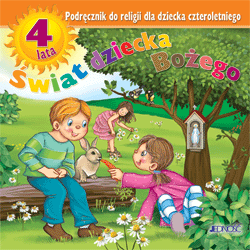 Podręcznik do religii dla dziecka czteroletniego
4
lata
Świat dziecka
Bożego
JEDNOŚĆ